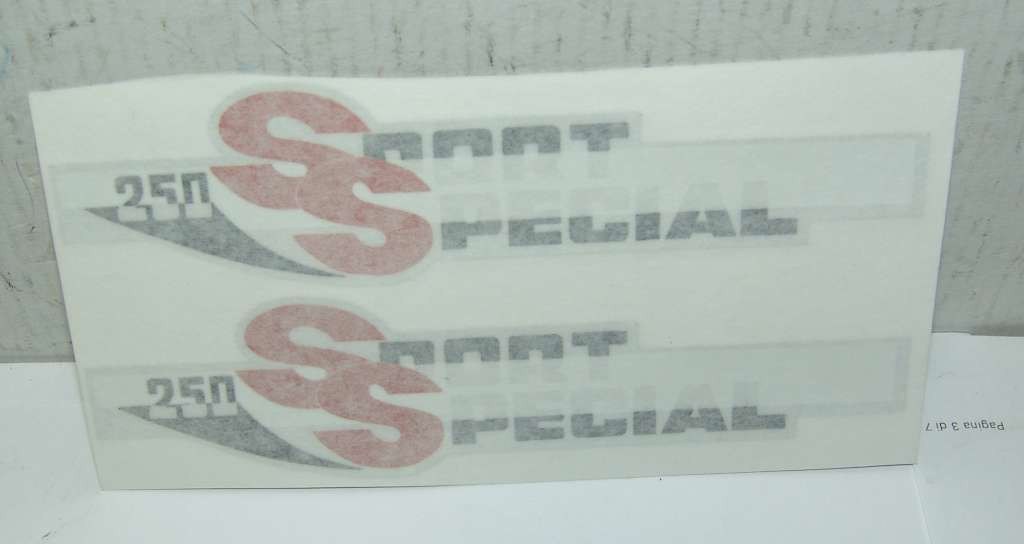 SPORT
250 SPECIAL
SPORT
250 SPECIAL
Pagina 3 di 7